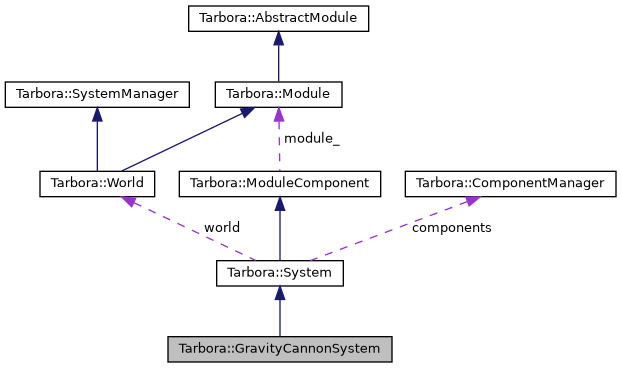 Tarbora::AbstractModule
Tarbora::SystemManager
Tarbora::Module
module_
Tarbora::World
Tarbora::ModuleComponent
Tarbora::ComponentManager
world
components
Tarbora::System
Tarbora::GravityCannonSystem